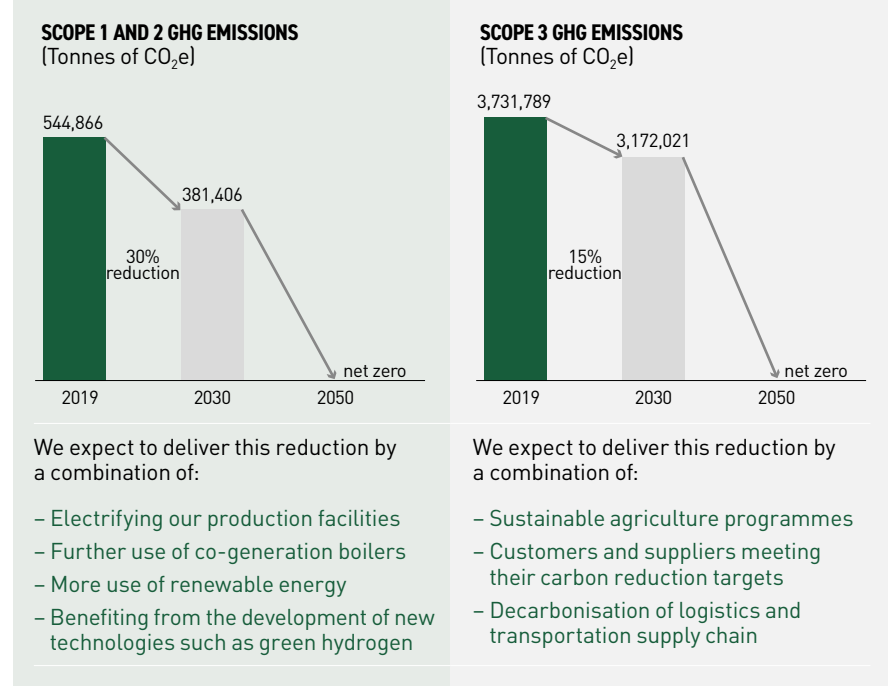 SCOPE 1 AND 2 GHG EMISSIONS
(Tonnes of CO₂e)
544,866
381,406
30%
reduction
net zero
2019 2030 2050
We expect to deliver this reduction by
a combination of:
– Electrifying our production facilities
– Further use of co-generation boilers
– More use of renewable energy
– Benefiting from the development of new
technologies such as green hydrogen
SCOPE 3 GHG EMISSIONS
(Tonnes of CO₂e)
3,731,789
3,172,021
15%
reduction
net zero
2019 2030 2050
We expect to deliver this reduction by
a combination of:
– Sustainable agriculture programmes
– Customers and suppliers meeting
their carbon reduction targets
– Decarbonisation of logistics and
transportation supply chain